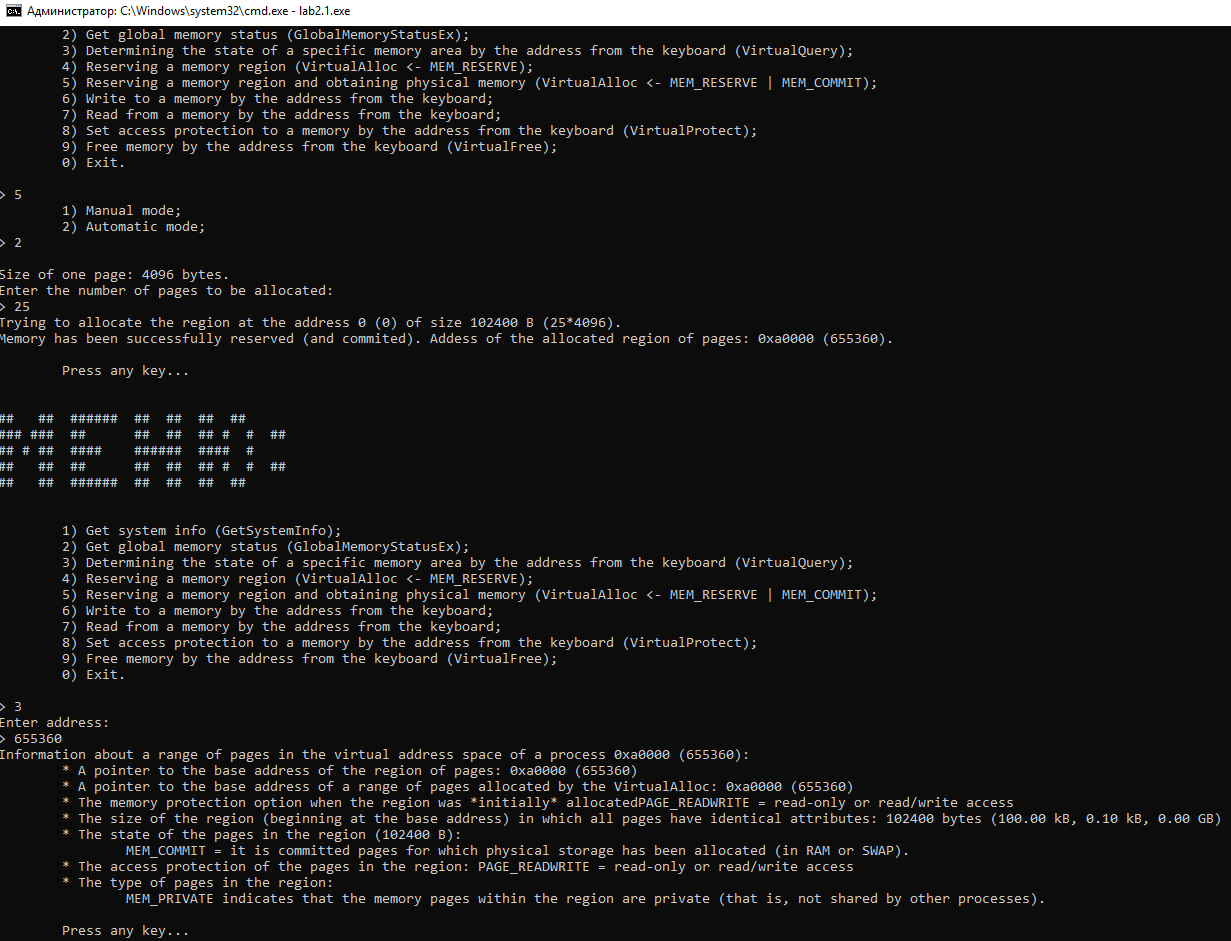 Администратор: C:\Windows\system32\cmd.exe - lab2.1.exe
2) Get global memory status (GlobalMemoryStatusEx);
3) Determining the state of a specific memory area by the address from the keyboard (VirtualQuery);
4) Reserving a memory region (VirtualAlloc <- MEM_RESERVE);
5) Reserving a memory region and obtaining physical memory (VirtualAlloc <- MEM_RESERVE | MEM_COMMIT);
6) Write to a memory by the address from the keyboard;
7) Read from a memory by the address from the keyboard;
8) Set access protection to a memory by the address from the keyboard (VirtualProtect);
9) Free memory by the address from the keyboard (VirtualFree);
0) Exit.
> 5
1) Manual mode;
2) Automatic mode;
> 2
Size of one page: 4096 bytes.
Enter the number of pages to be allocated:
> 25
Trying to allocate the region at the address 0 (0) of size 102400 B (25*4096).
Memory has been successfully reserved (and commited). Addess of the allocated region of pages: 0xa0000 (655360).
Press any key...
##   ##  ######  ##  ##  ##  ##
### ###  ##      ##  ##  ## #  #  ##
## # ##  ####    ######  ####  #
##   ##  ##      ##  ##  ## #  #  ##
##   ##  ######  ##  ##  ##  ##
1) Get system info (GetSystemInfo);
2) Get global memory status (GlobalMemoryStatusEx);
3) Determining the state of a specific memory area by the address from the keyboard (VirtualQuery);
4) Reserving a memory region (VirtualAlloc <- MEM_RESERVE);
5) Reserving a memory region and obtaining physical memory (VirtualAlloc <- MEM_RESERVE | MEM_COMMIT);
6) Write to a memory by the address from the keyboard;
7) Read from a memory by the address from the keyboard;
8) Set access protection to a memory by the address from the keyboard (VirtualProtect);
9) Free memory by the address from the keyboard (VirtualFree);
0) Exit.
> 3
Enter address:
> 655360
Information about a range of pages in the virtual address space of a process 0xa0000 (655360):
* A pointer to the base address of the region of pages: 0xa0000 (655360)
* A pointer to the base address of a range of pages allocated by the VirtualAlloc: 0xa0000 (655360)
* The memory protection option when the region was *initially* allocatedPAGE_READWRITE = read-only or read/write access
* The size of the region (beginning at the base address) in which all pages have identical attributes: 102400 bytes (100.00 kB, 0.10 kB, 0.00 GB)
* The state of the pages in the region (102400 B):
MEM_COMMIT = it is committed pages for which physical storage has been allocated (in RAM or SWAP).
* The access protection of the pages in the region: PAGE_READWRITE = read-only or read/write access
* The type of pages in the region:
MEM_PRIVATE indicates that the memory pages within the region are private (that is, not shared by other processes).
Press any key...